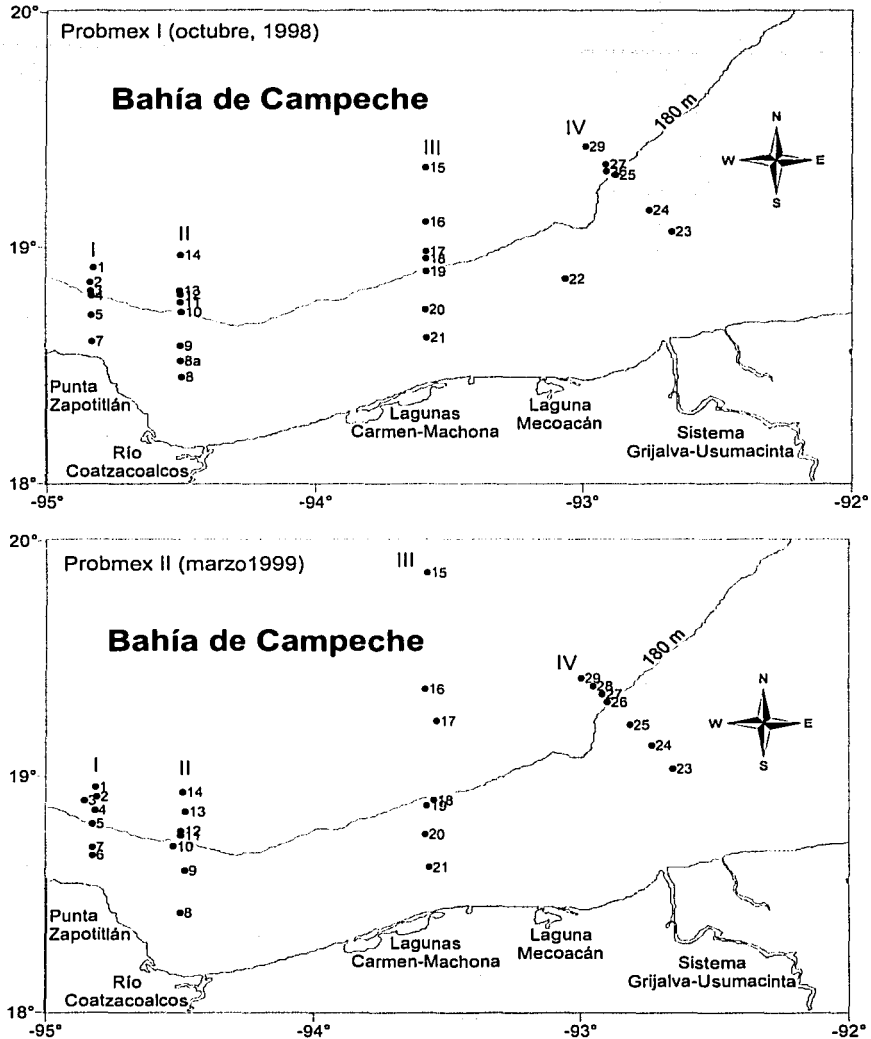 20°
Probmex I (octubre, 1998)
Bahía de Campeche
180 m
N
W E
S
IV
29
27
26
25
24
23
22
III
15
16
17
18
19
20
21
19°
I
1
2
3
4
5
7
II
14
13
12
11
10
9
8a
8
Punta
Zapotitlán
Río
Coatzacoalcos
Lagunas
Carmen-Machona
Laguna
Mecoacán
Sistema
Grijalva-Usumacinta
18°
-95° -94° -93° -92°
20°
Probmex II (marzo1999)
III
15
Bahía de Campeche
180 m
N
W E
S
IV
29
28
27
26
25
24
23
16
17
18
19
20
21
19°
I
1
2
3
4
5
7
6
II
14
13
12
11
10
9
8
Punta
Zapotitlán
Río
Coatzacoalcos
Lagunas
Carmen-Machona
Laguna
Mecoacán
Sistema
Grijalva-Usumacinta
18°
-95° -94° -93° -92°